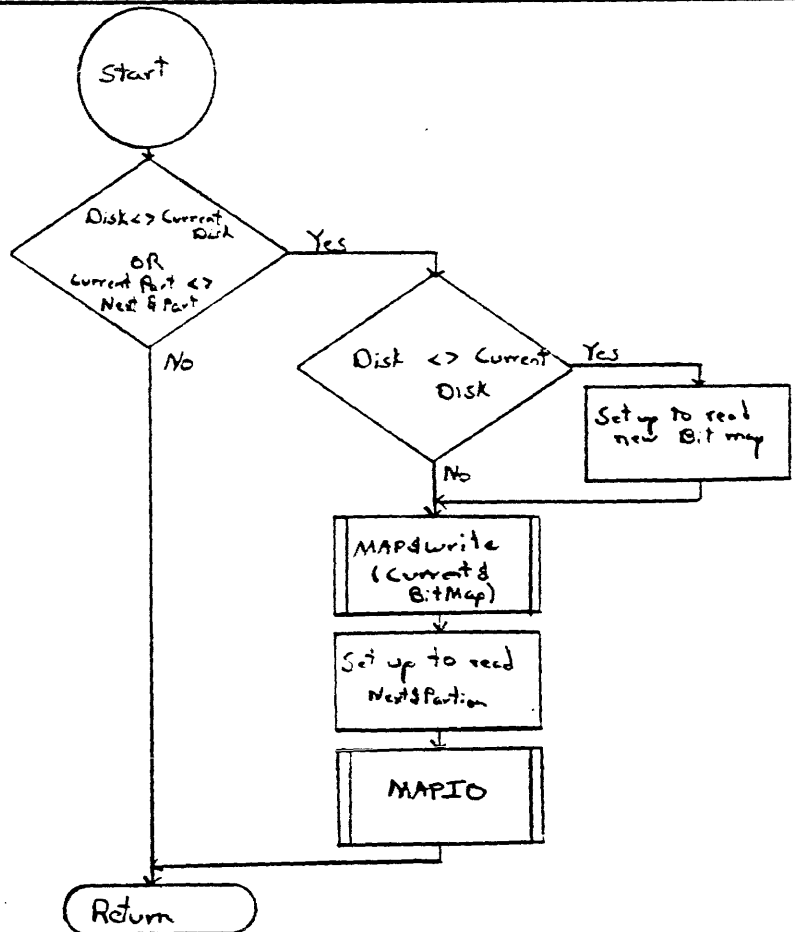 Start
Disk <> Current
Disk
OR
Current Part <>
Next & Part
Yes
No
Disk <> Current
Disk
Yes
No
Set up to read
new Bit map
MAP&write
(Current&
BitMap)
Set up to read
Next&Partion
MAPIO
Return